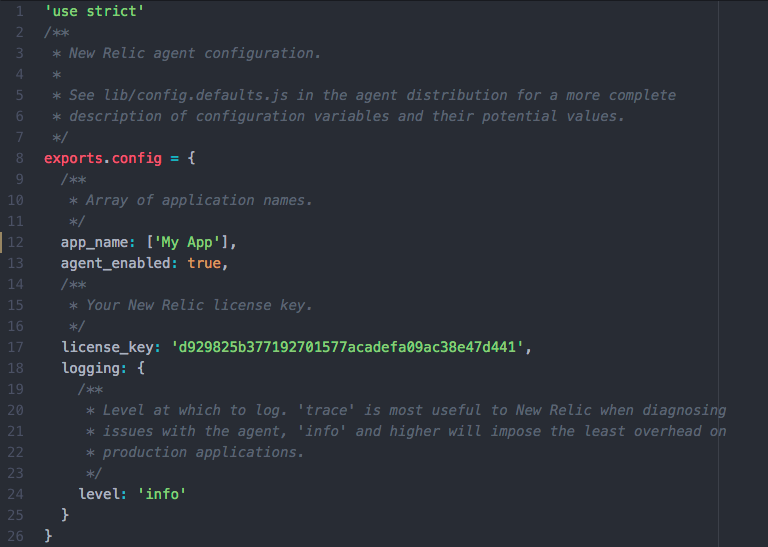 1 'use strict'
2 /**
3  * New Relic agent configuration.
4  *
5  * See lib/config.defaults.js in the agent distribution for a more complete
6  * description of configuration variables and their potential values.
7  */
8 exports.config = {
9   /**
10    * Array of application names.
11    */
12   app_name: ['My App'],
13   agent_enabled: true,
14   /**
15    * Your New Relic license key.
16    */
17   license_key: 'd929825b377192701577acadefa09ac38e47d441',
18   logging: {
19     /**
20      * Level at which to log. 'trace' is most useful to New Relic when diagnosing
21      * issues with the agent, 'info' and higher will impose the least overhead on
22      * production applications.
23      */
24     level: 'info'
25   }
26 }